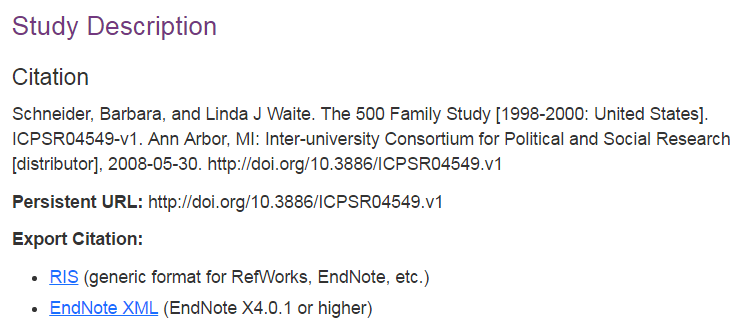 Study Description
Citation
Schneider, Barbara, and Linda J Waite. The 500 Family Study [1998-2000: United States].
ICPSR04549-v1. Ann Arbor, MI: Inter-university Consortium for Political and Social Research
[distributor], 2008-05-30. http://doi.org/10.3886/ICPSR04549.v1
Persistent URL: http://doi.org/10.3886/ICPSR04549.v1
Export Citation:
• RIS (generic format for RefWorks, EndNote, etc.)
• EndNote XML (EndNote X4.0.1 or higher)